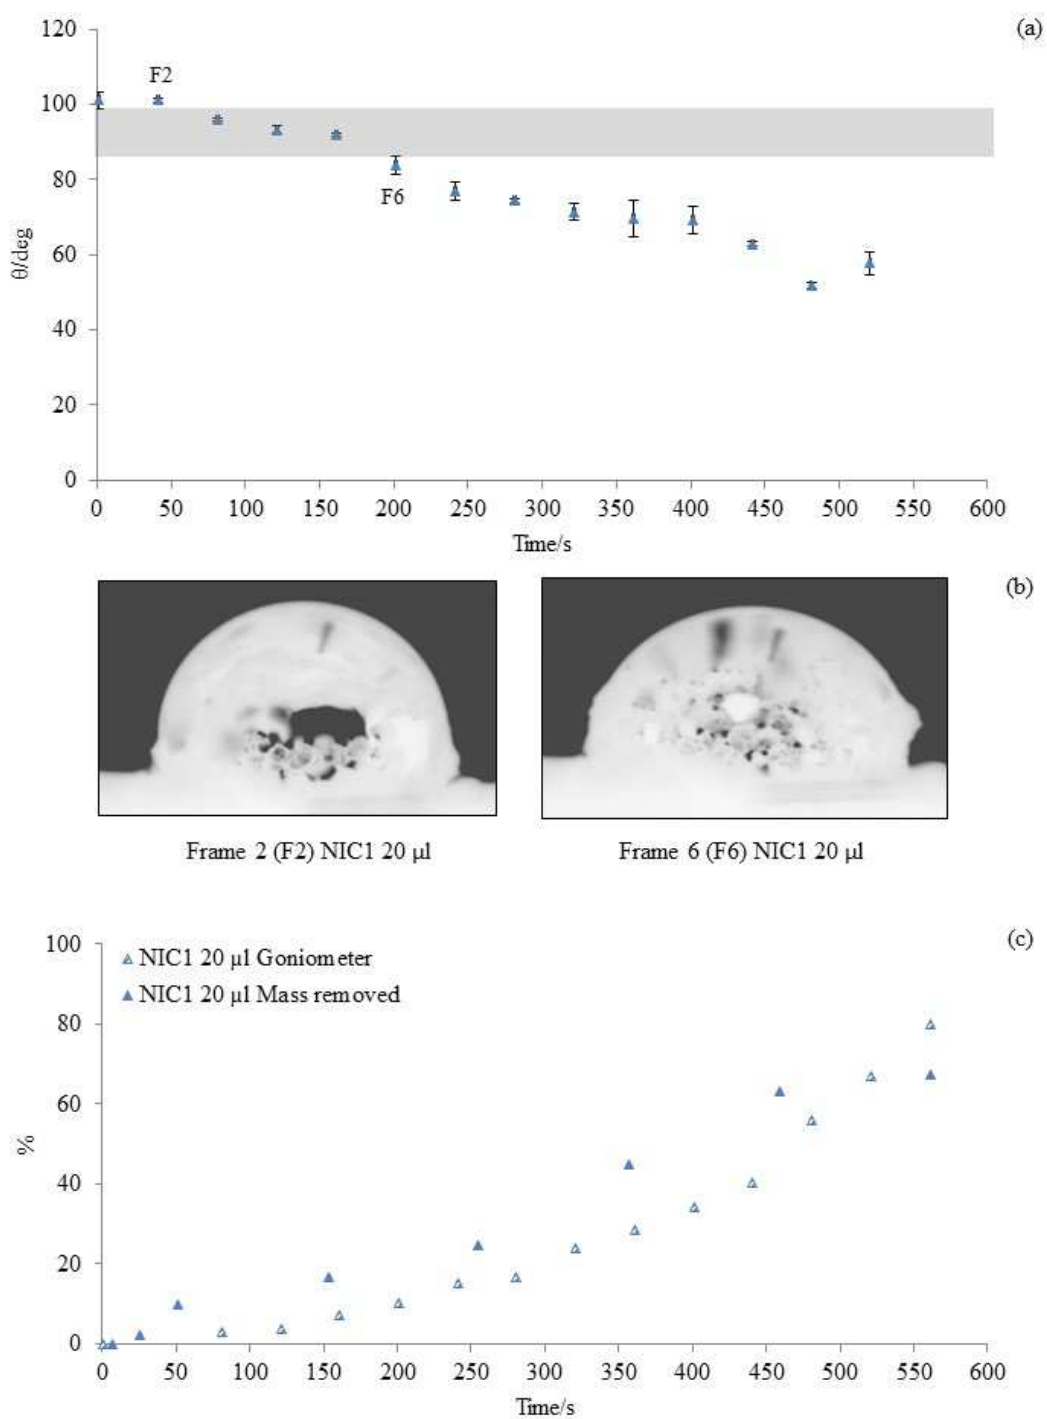 (a)
120
100
80
60
40
20
0
θ/deg
F2
F6
0 50 100 150 200 250 300 350 400 450 500 550 600
Time/s
(b)
Frame 2 (F2) NIC1 20 µl
Frame 6 (F6) NIC1 20 µl
(c)
100
80
60
40
20
0
%
NIC1 20 µl Goniometer
NIC1 20 µl Mass removed
0 50 100 150 200 250 300 350 400 450 500 550 600
Time/s